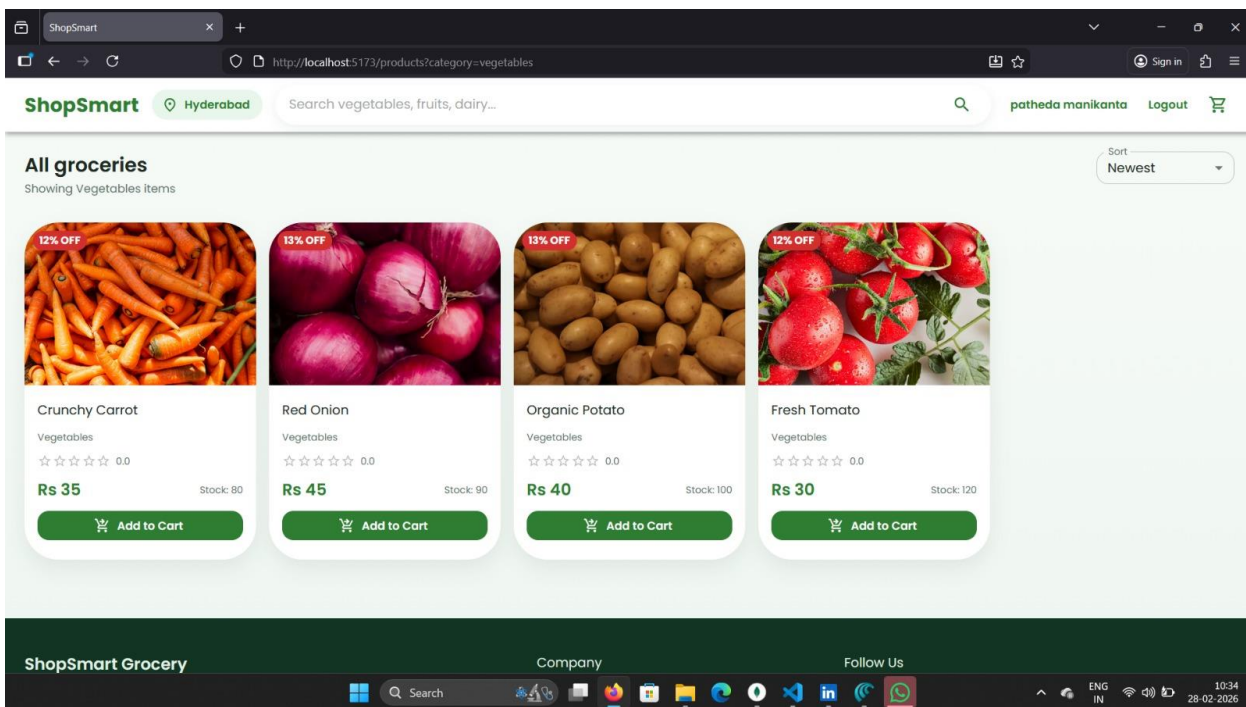 ShopSmart
http://localhost:5173/products?category=vegetables
Sign in
ShopSmart
Hyderabad
Search vegetables, fruits, dairy...
patheda manikanta
Logout
All groceries
Showing Vegetables items
Sort
Newest
12% OFF
13% OFF
13% OFF
12% OFF
Crunchy Carrot
Red Onion
Organic Potato
Fresh Tomato
Vegetables
Vegetables
Vegetables
Vegetables
0.0
0.0
0.0
0.0
Rs 35 Stock: 80
Rs 45 Stock: 90
Rs 40 Stock: 100
Rs 30 Stock: 120
Add to Cart
Add to Cart
Add to Cart
Add to Cart
ShopSmart Grocery
Company
Follow Us
Search
in
ENG
IN
10:34
28-02-2026